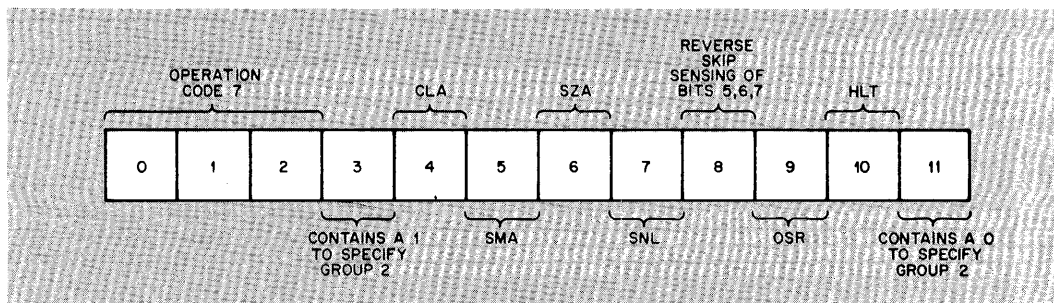 OPERATION
CODE 7
CLA
SZA
REVERSE
SKIP
SENSING OF
BITS 5,6,7
HLT
0 1 2 3 4 5 6 7 8 9 10 11
CONTAINS A 1
TO SPECIFY
GROUP 2
SMA
SNL
OSR
CONTAINS A 0
TO SPECIFY
GROUP 2